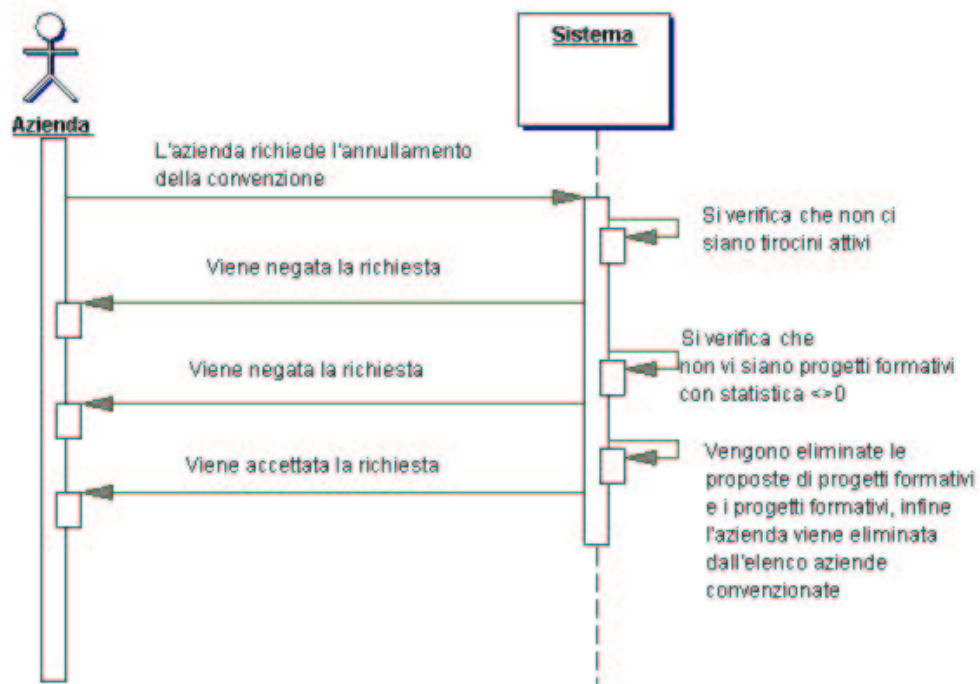 Sistema
Azienda
L'azienda richiede l'annullamento
della convenzione
Si verifica che non ci
siano tirocini attivi
Viene negata la richiesta
Si verifica che
non vi siano progetti formativi
con statistica <>0
Viene negata la richiesta
Vengono eliminate le
proposte di progetti formativi
e i progetti formativi, infine
l'azienda viene eliminata
dall'elenco aziende
convenzionate
Viene accettata la richiesta